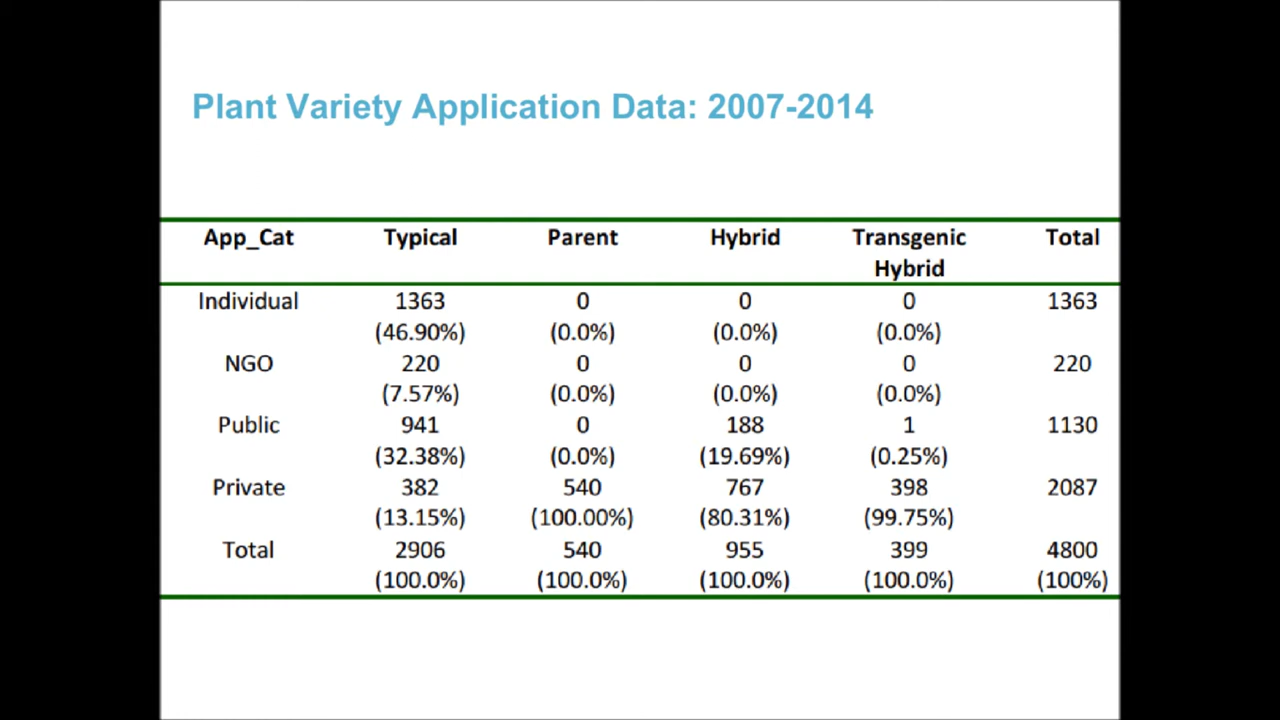 Plant Variety Application Data: 2007-2014
App_Cat Typical Parent Hybrid Transgenic Hybrid Total
Individual 1363 0 0 0 1363
(46.90%) (0.0%) (0.0%) (0.0%)
NGO 220 0 0 0 220
(7.57%) (0.0%) (0.0%) (0.0%)
Public 941 0 188 1 1130
(32.38%) (0.0%) (19.69%) (0.25%)
Private 382 540 767 398 2087
(13.15%) (100.00%) (80.31%) (99.75%)
Total 2906 540 955 399 4800
(100.0%) (100.0%) (100.0%) (100.0%) (100%)